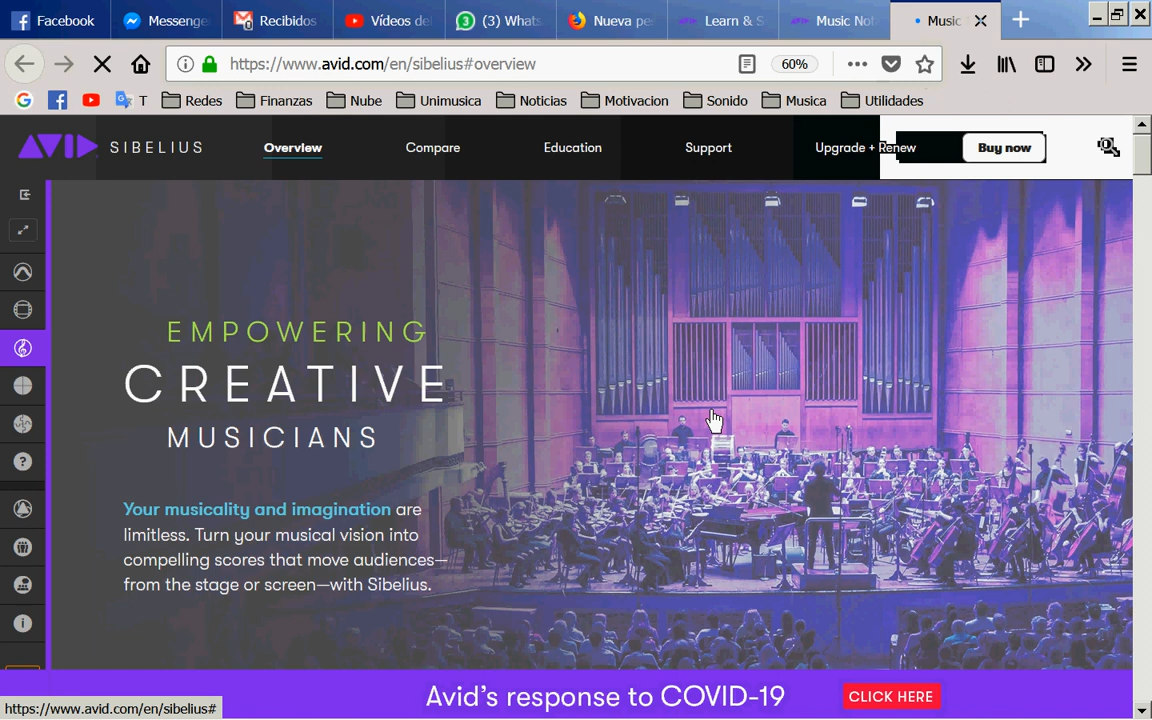 Facebook
Messenge
Recibidos
Vídeos de
(3) Whats
Nueva pe
Learn & S
Music No
Music
https://www.avid.com/en/sibelius#overview
60%
T
Redes
Finanzas
Nube
Unimusica
Noticias
Motivacion
Sonido
Musica
Utilidades
AVID SIBELIUS
Overview
Compare
Education
Support
Upgrade + Renew
Buy now
EMPOWERING
CREATIVE
MUSICIANS
Your musicality and imagination are
limitless. Turn your musical vision into
compelling scores that move audiences—
from the stage or screen—with Sibelius.
Avid’s response to COVID-19
CLICK HERE
https://www.avid.com/en/sibelius#